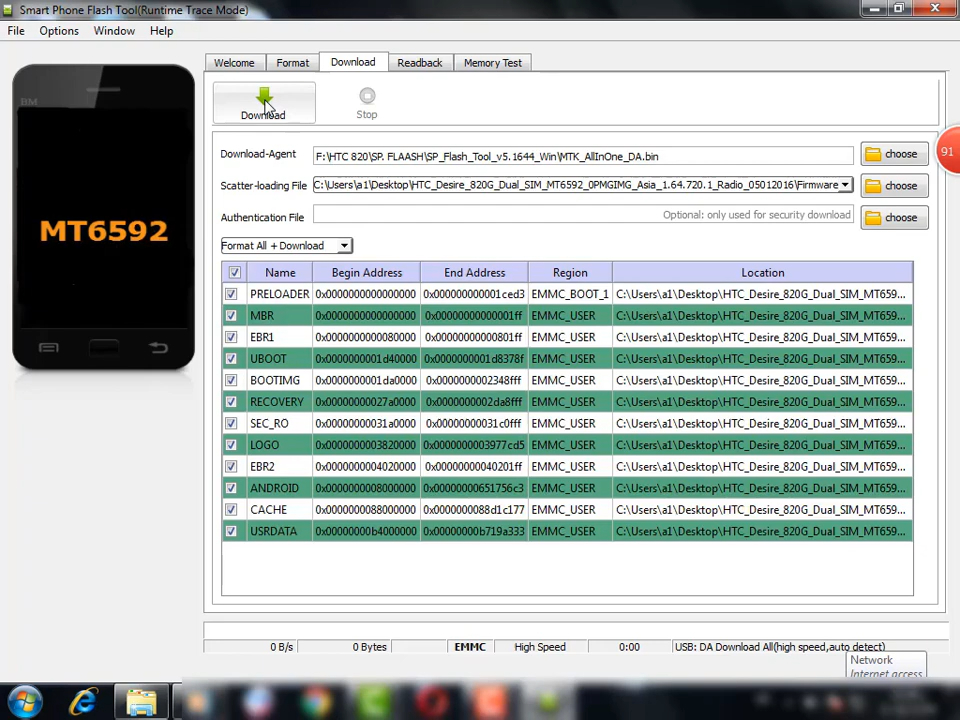 Smart Phone Flash Tool(Runtime Trace Mode)
File Options Window Help
Welcome Format Download Readback Memory Test
Download Stop
91
BM
MT6592
Download-Agent F:\HTC 820\SP. FLAASH\SP_Flash_Tool_v5.1644_Win\MTK_AllInOne_DA.bin choose
Scatter-loading File C:\Users\a1\Desktop\HTC_Desire_820G_Dual_SIM_MT6592_0PMGIMG_Asia_1.64.720.1_Radio_05012016\Firmware choose
Authentication File Optional: only used for security download choose
Format All + Download
Name Begin Address End Address Region Location
PRELOADER 0x0000000000000000 0x000000000001ced3 EMMC_BOOT_1 C:\Users\a1\Desktop\HTC_Desire_820G_Dual_SIM_MT659...
MBR 0x0000000000000000 0x00000000000001ff EMMC_USER C:\Users\a1\Desktop\HTC_Desire_820G_Dual_SIM_MT659...
EBR1 0x0000000000080000 0x00000000000801ff EMMC_USER C:\Users\a1\Desktop\HTC_Desire_820G_Dual_SIM_MT659...
UBOOT 0x0000000001d40000 0x0000000001d8378f EMMC_USER C:\Users\a1\Desktop\HTC_Desire_820G_Dual_SIM_MT659...
BOOTIMG 0x0000000001da0000 0x0000000002348fff EMMC_USER C:\Users\a1\Desktop\HTC_Desire_820G_Dual_SIM_MT659...
RECOVERY 0x00000000027a0000 0x0000000002da8fff EMMC_USER C:\Users\a1\Desktop\HTC_Desire_820G_Dual_SIM_MT659...
SEC_RO 0x00000000031a0000 0x00000000031c0fff EMMC_USER C:\Users\a1\Desktop\HTC_Desire_820G_Dual_SIM_MT659...
LOGO 0x0000000003820000 0x0000000003977cd5 EMMC_USER C:\Users\a1\Desktop\HTC_Desire_820G_Dual_SIM_MT659...
EBR2 0x0000000004020000 0x00000000040201ff EMMC_USER C:\Users\a1\Desktop\HTC_Desire_820G_Dual_SIM_MT659...
ANDROID 0x0000000008000000 0x00000000651756c3 EMMC_USER C:\Users\a1\Desktop\HTC_Desire_820G_Dual_SIM_MT659...
CACHE 0x0000000088000000 0x0000000088d1c177 EMMC_USER C:\Users\a1\Desktop\HTC_Desire_820G_Dual_SIM_MT659...
USRDATA 0x00000000b4000000 0x00000000b719a333 EMMC_USER C:\Users\a1\Desktop\HTC_Desire_820G_Dual_SIM_MT659...
0 B/s 0 Bytes EMMC High Speed 0:00 USB: DA Download All(high speed,auto detect)
Network
Internet access